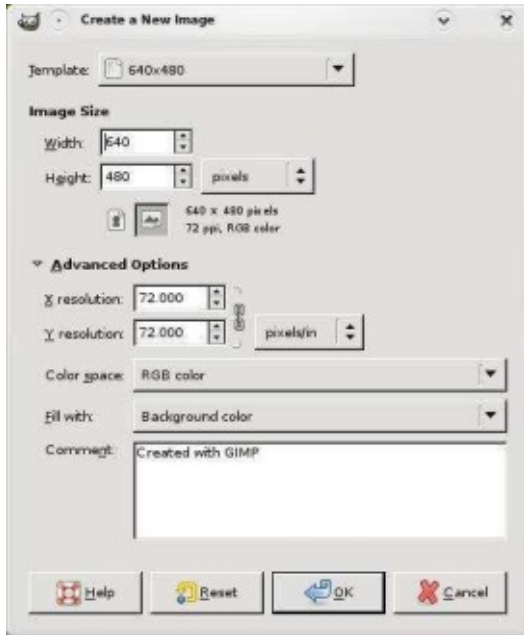 Create a New Image
Template: 640x480
Image Size
Width: 640
Height: 480 pixels
640 x 480 pixels
72 ppi, RGB color
Advanced Options
X resolution: 72.000
Y resolution: 72.000 pixels/in
Color space: RGB color
Fill with: Background color
Comment: Created with GIMP
Help Reset OK Cancel